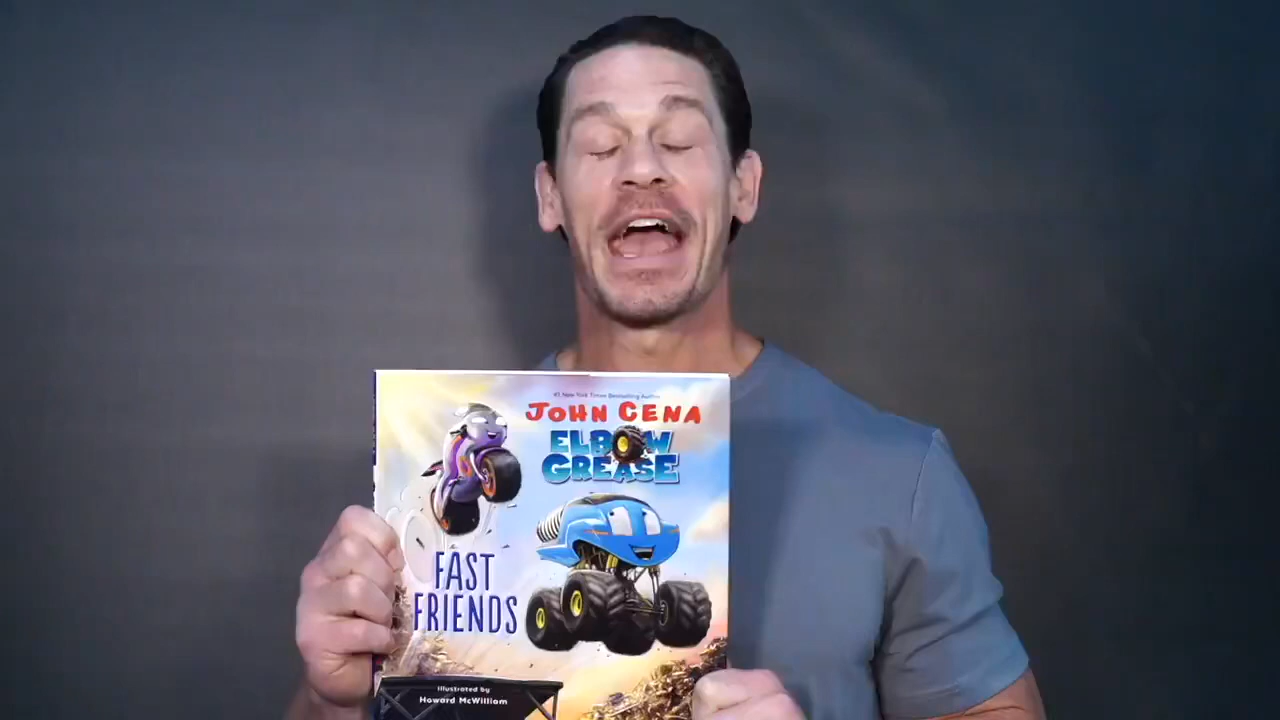 #1 New York Times Bestselling Author
JOHN CENA
ELBOW
GREASE
FAST
FRIENDS
Illustrated by
Howard McWilliam